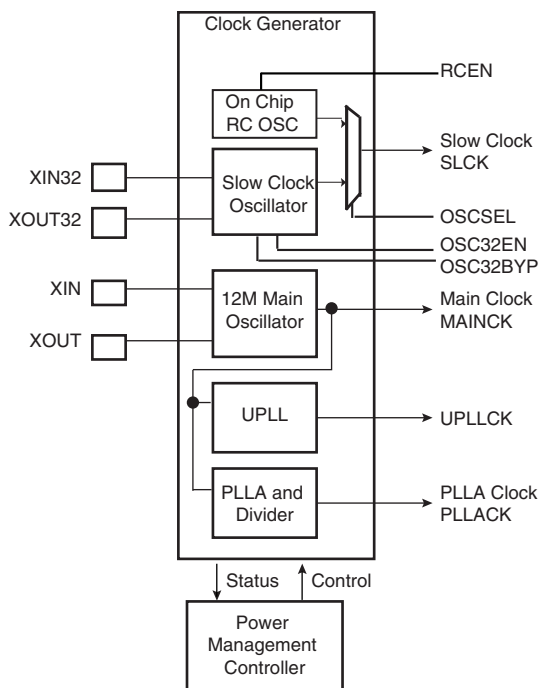 Clock Generator
RCEN
On Chip
RC OSC
Slow Clock
SLCK
XIN32
Slow Clock
Oscillator
XOUT32
OSCSEL
OSC32EN
OSC32BYP
XIN
12M Main
Oscillator
Main Clock
MAINCK
XOUT
UPLL
UPLLCK
PLLA and
Divider
PLLA Clock
PLLACK
Status
Control
Power
Management
Controller